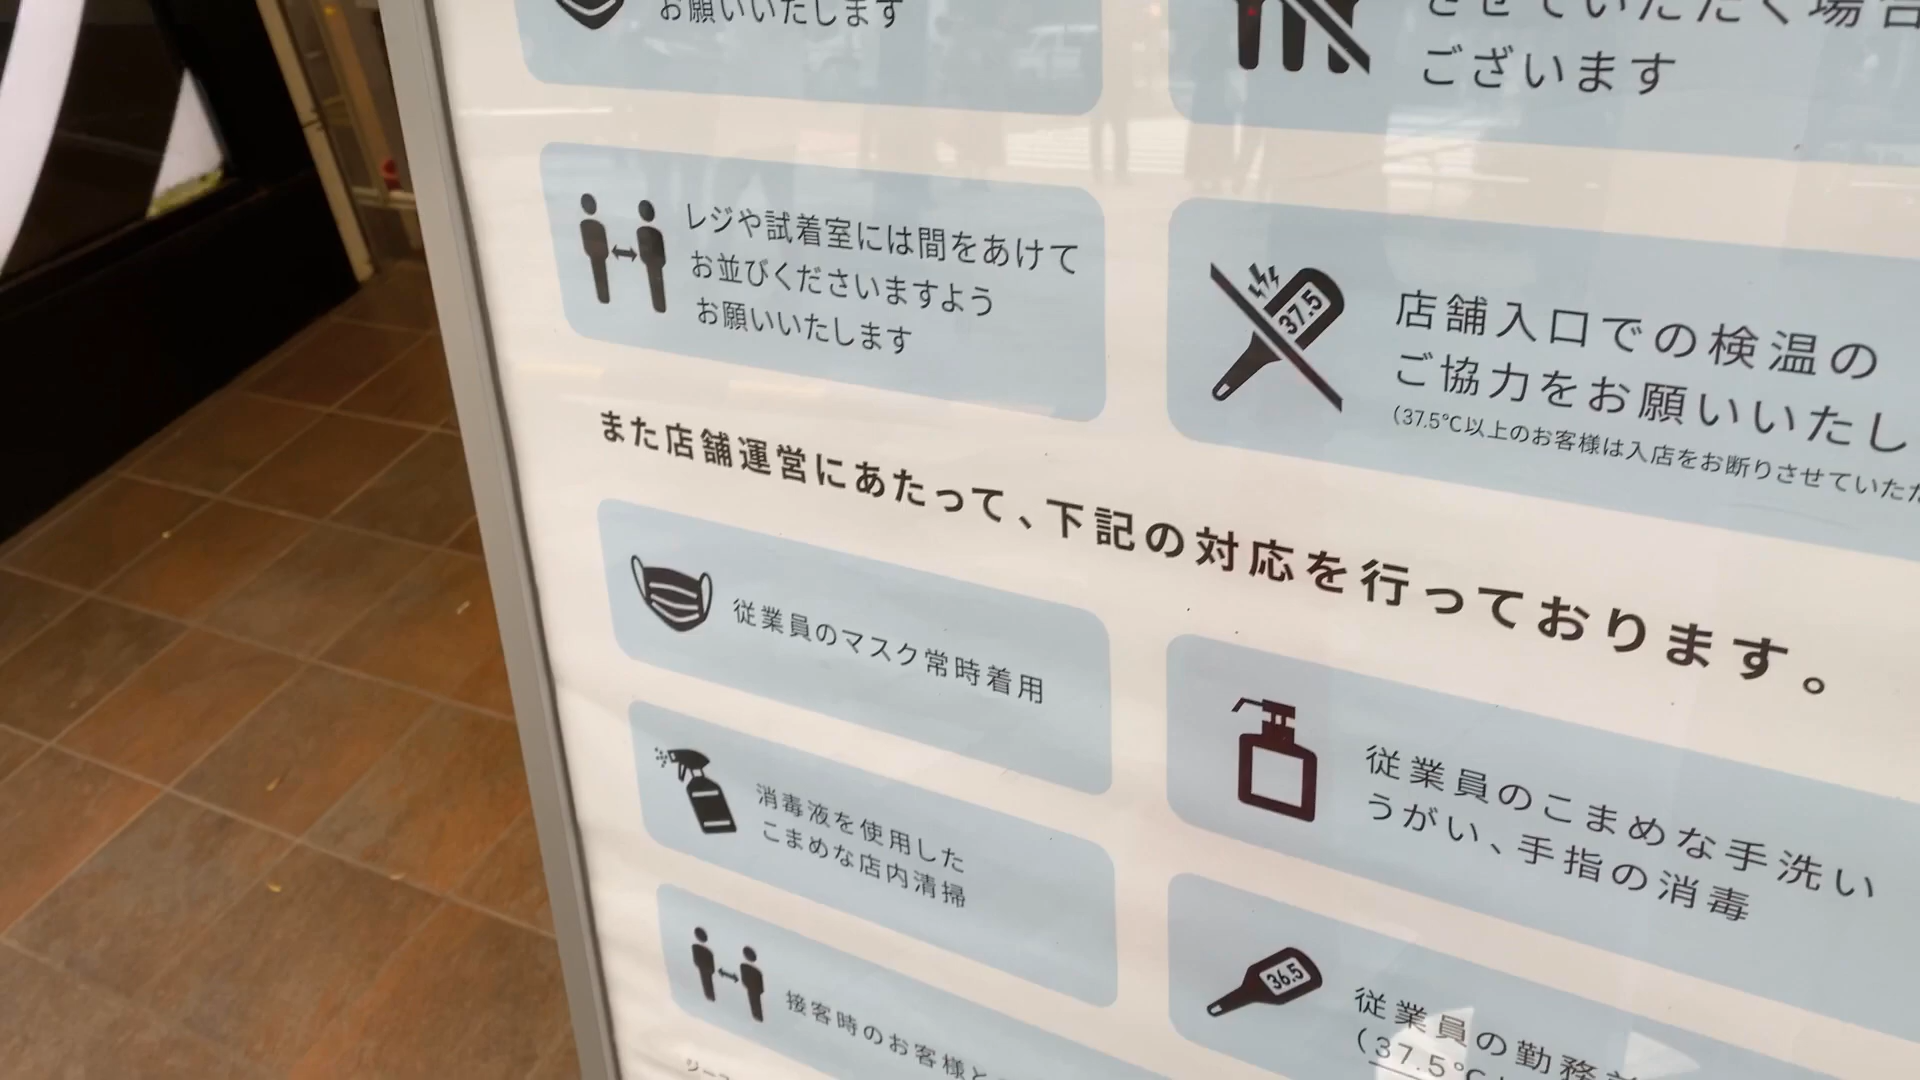 お願いいたします
させていただく場合
ございます
レジや試着室には間をあけて
お並びくださいますよう
お願いいたします
37.5
店舗入口での検温の
ご協力をお願いいたし
(37.5℃以上のお客様は入店をお断りさせていただ
また店舗運営にあたって、下記の対応を行っております。
従業員のマスク常時着用
従業員のこまめな手洗い
うがい、手指の消毒
消毒液を使用した
こまめな店内清掃
接客時のお客様と
36.5
従業員の勤務
(37.5℃